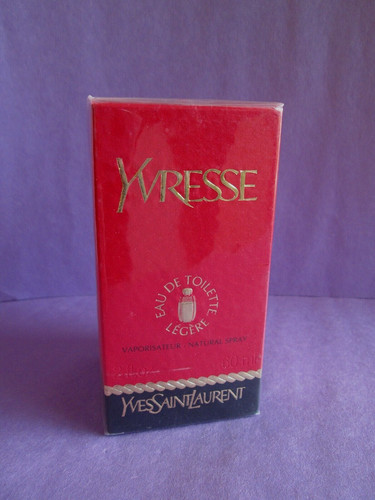 YVRESSE
EAU DE TOILETTE
LÉGÈRE
VAPORISATEUR - NATURAL SPRAY
YVESSAINTLAURENT